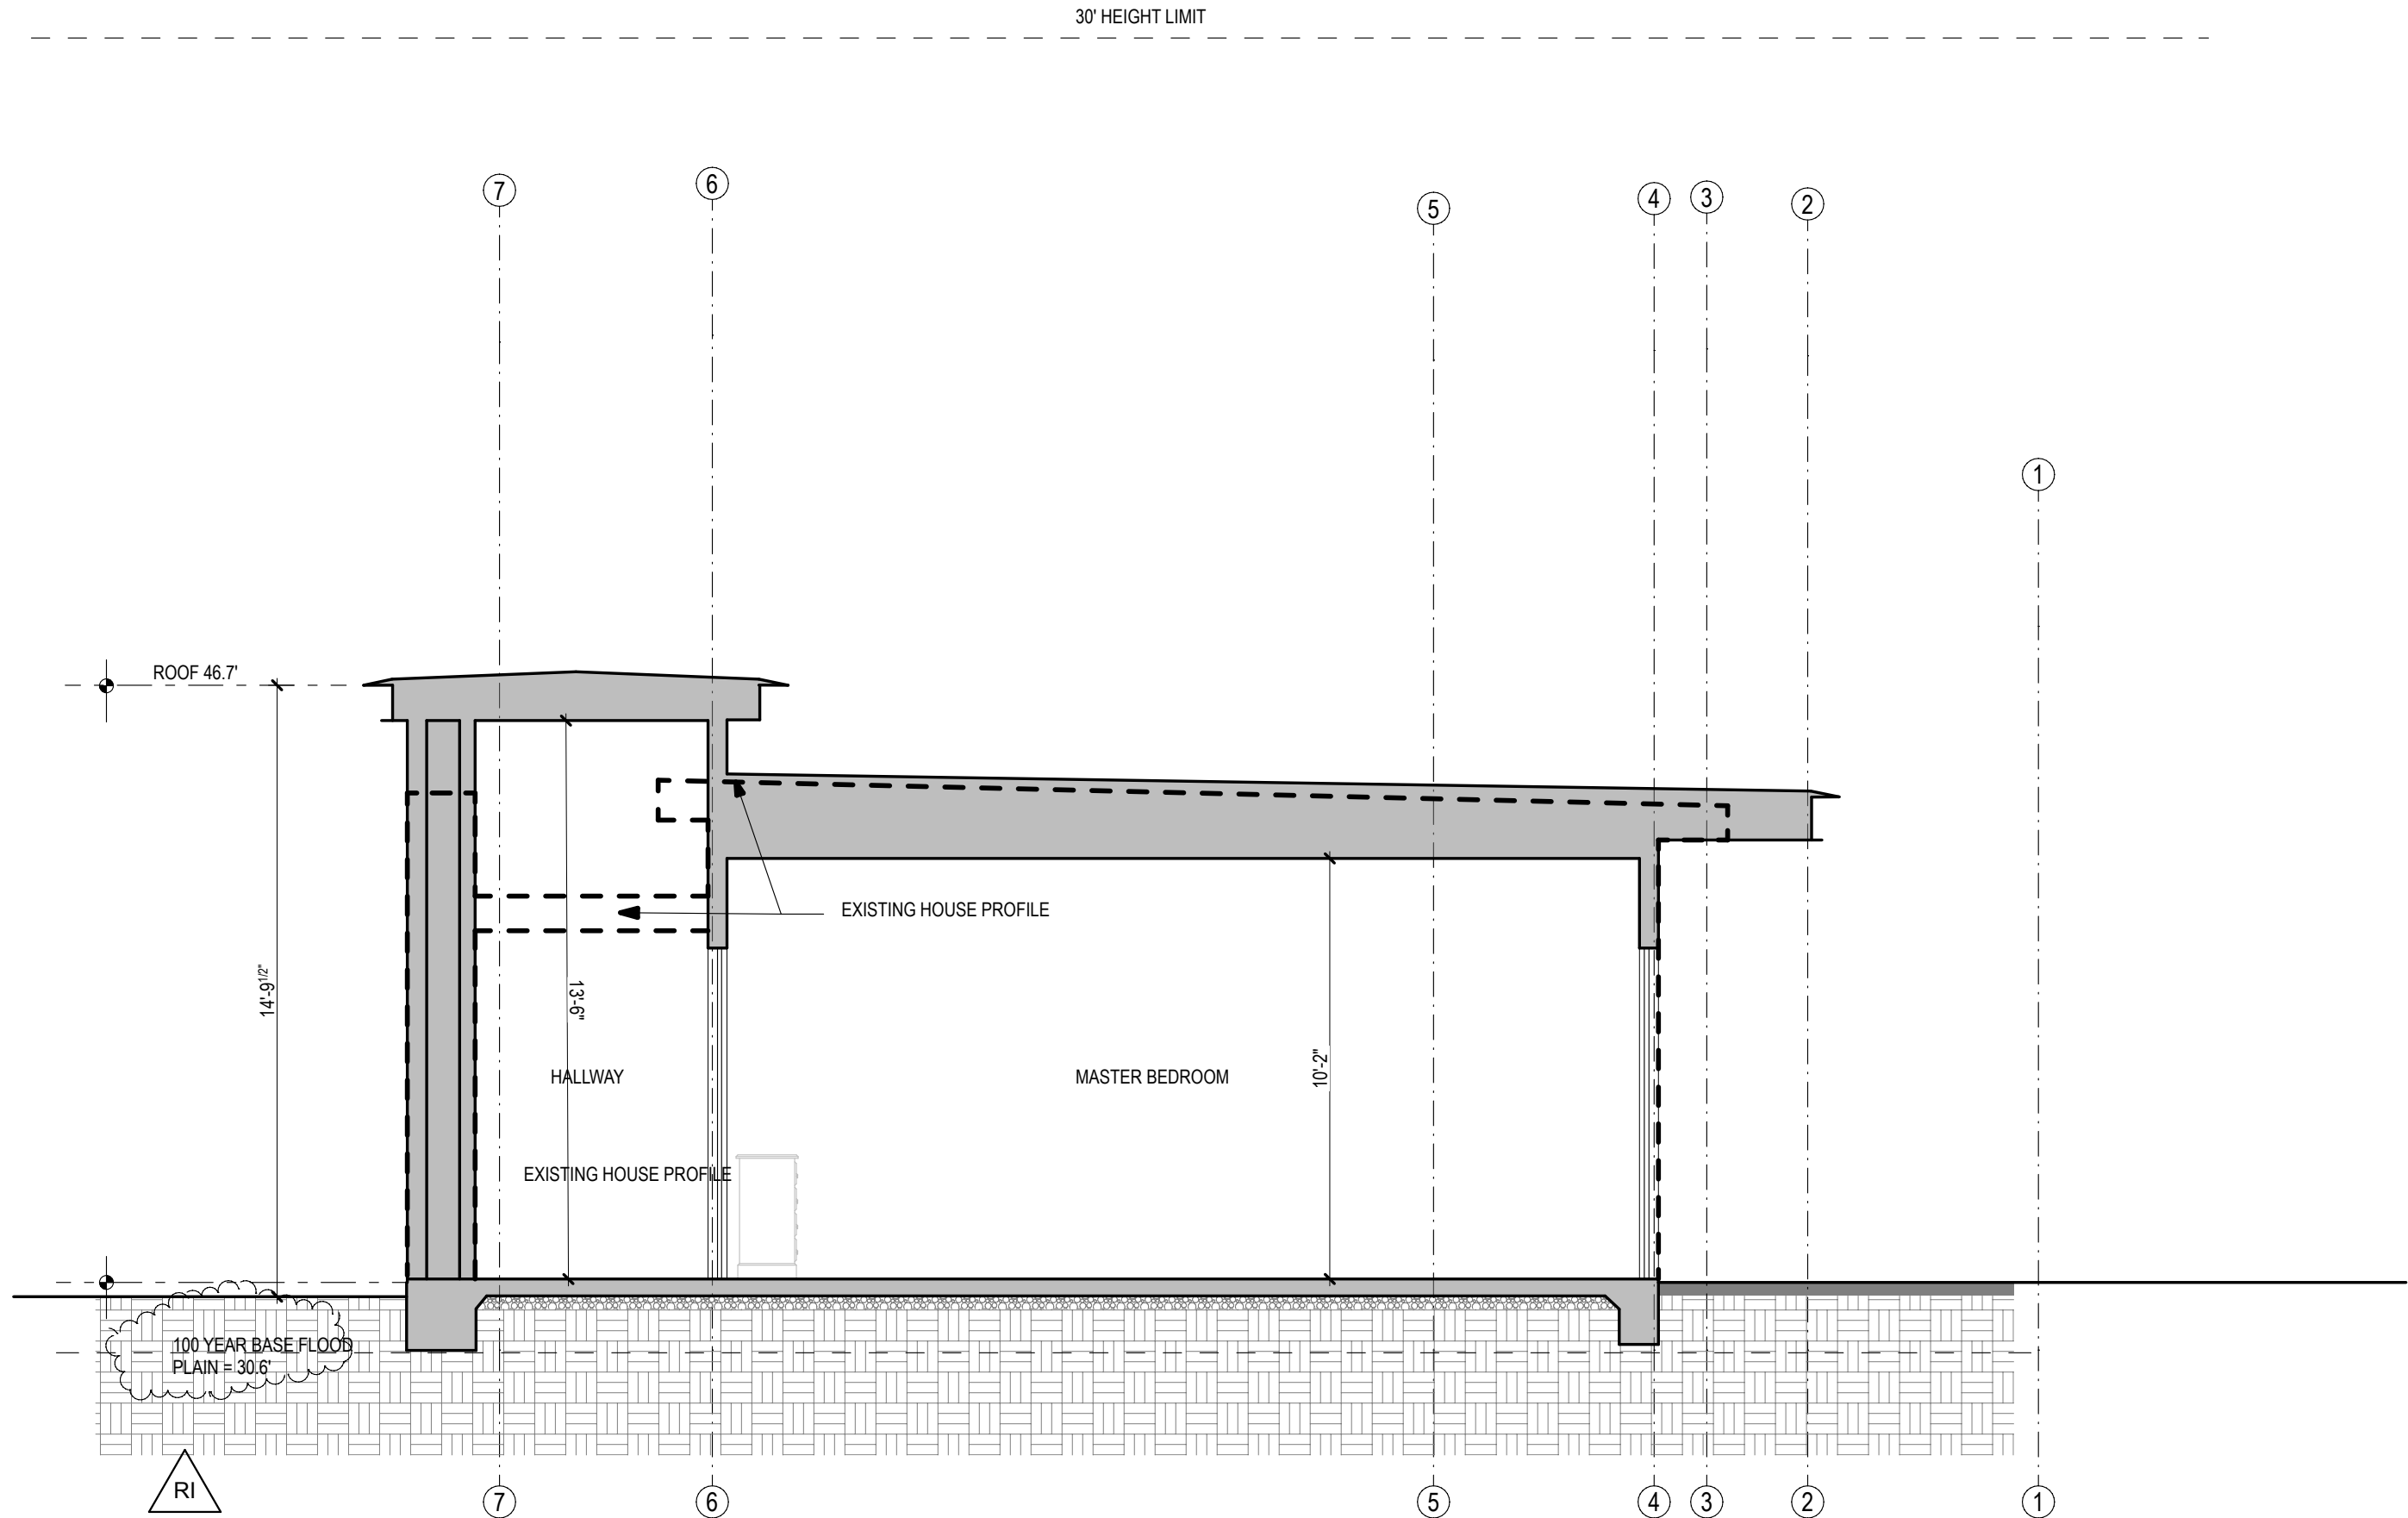 30' HEIGHT LIMIT
7
6
5
4
3
2
1
ROOF 46.7'
EXISTING HOUSE PROFILE
14'-9 1/2"
13'-6"
10'-2"
HALLWAY
MASTER BEDROOM
EXISTING HOUSE PROFILE
100 YEAR BASE FLOOD
PLAIN = 30.6'
RI
7
6
5
4
3
2
1